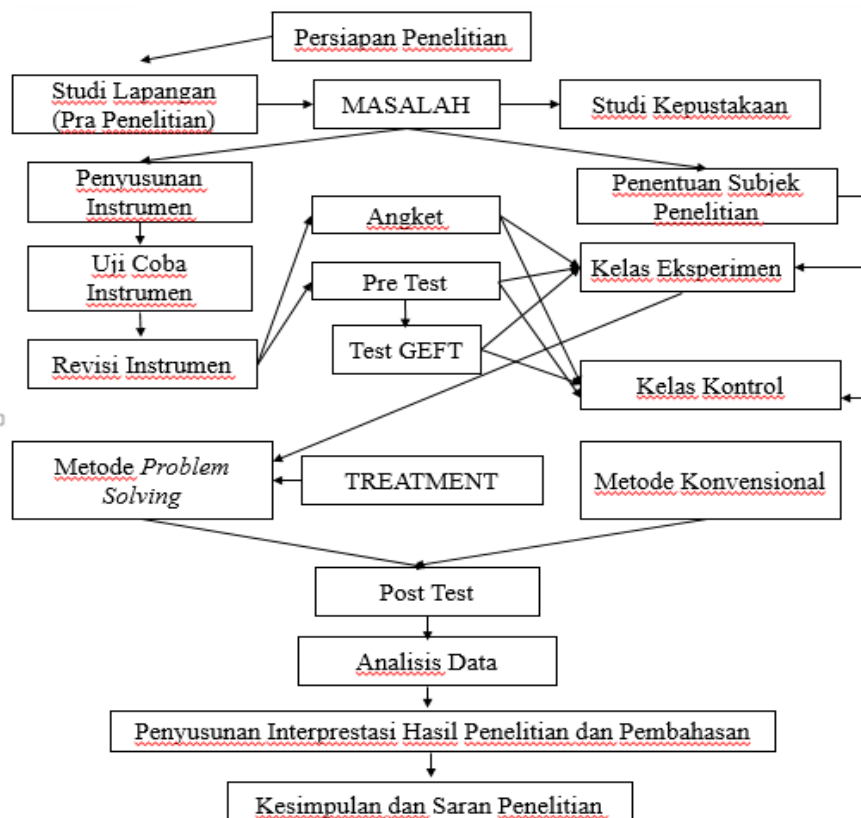 Persiapan Penelitian
Studi Lapangan
(Pra Penelitian)
MASALAH
Studi Kepustakaan
Penyusunan
Instrumen
Penentuan Subjek
Penelitian
Angket
Uji Coba
Instrumen
Kelas Eksperimen
Pre Test
Test GEFT
Revisi Instrumen
Kelas Kontrol
Metode Problem
Solving
TREATMENT
Metode Konvensional
Post Test
Analisis Data
Penyusunan Interprestasi Hasil Penelitian dan Pembahasan
Kesimpulan dan Saran Penelitian